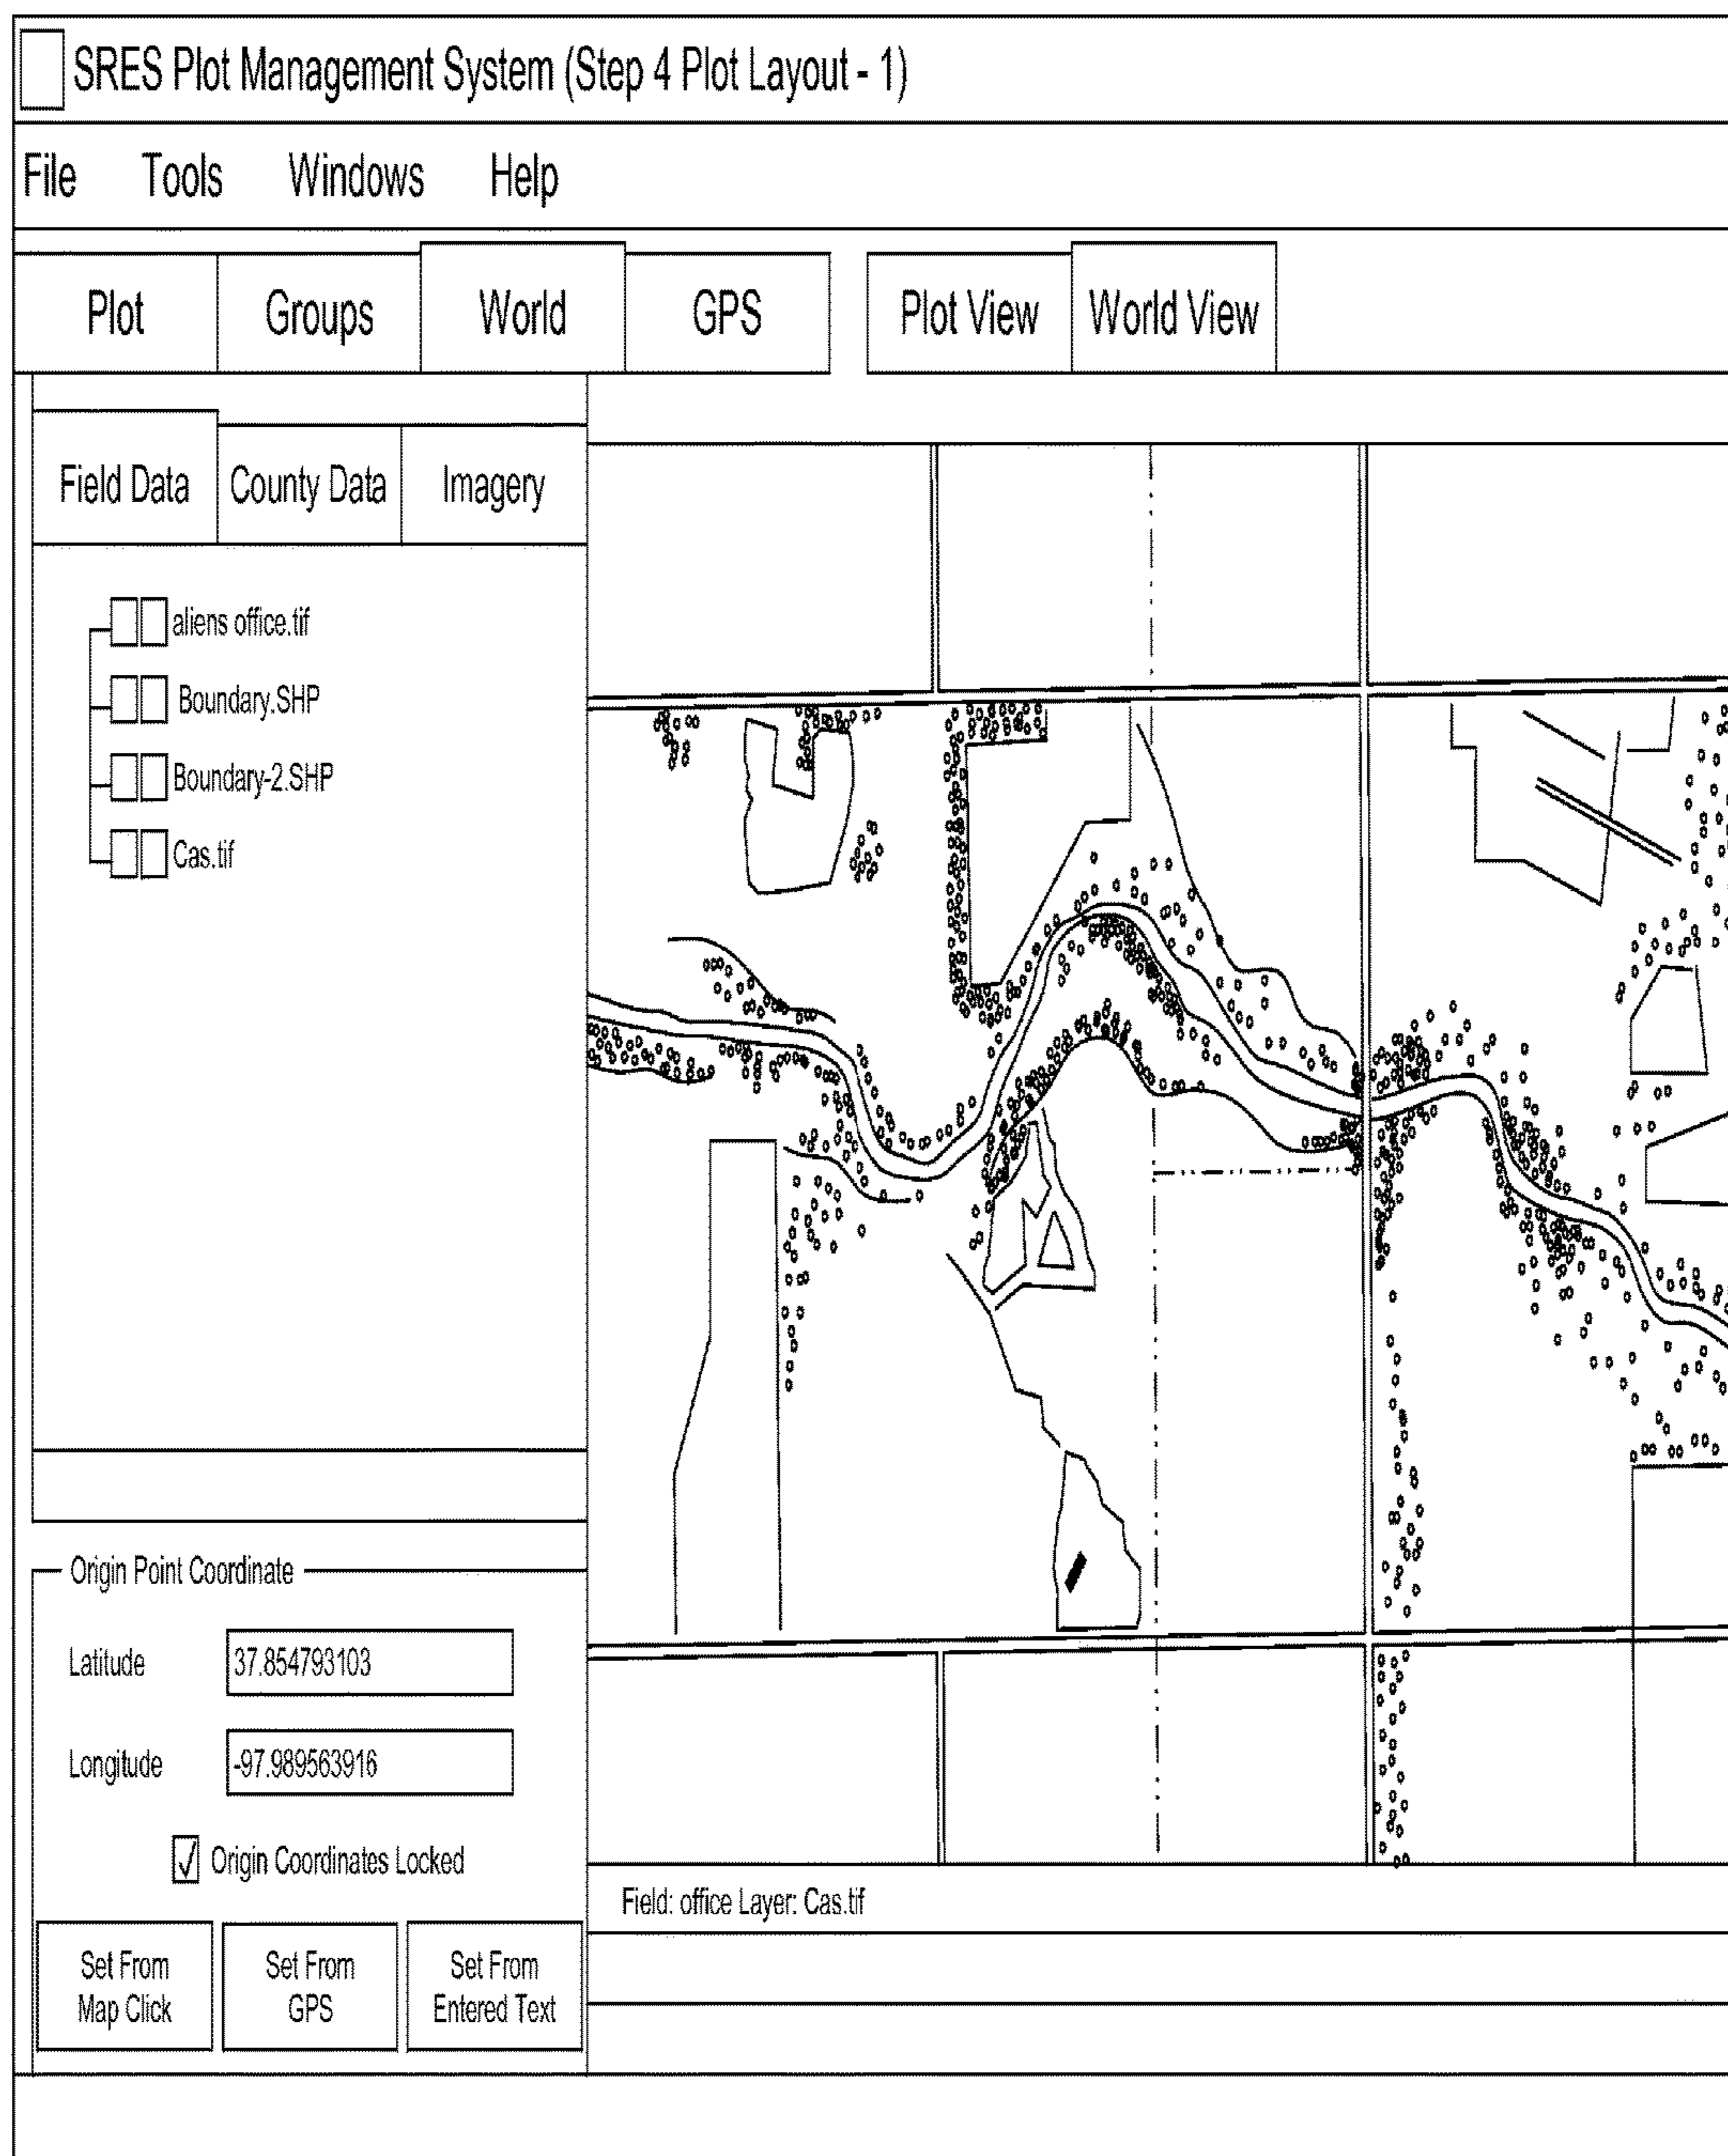 SRES Plot Management System (Step 4 Plot Layout - 1)
File Tools Windows Help
Plot Groups World GPS Plot View World View
Field Data County Data Imagery
aliens office.tif
Boundary.SHP
Boundary-2.SHP
Cas.tif
Origin Point Coordinate
Latitude 37.854793103
Longitude -97.989563916
Origin Coordinates Locked
Field: office Layer: Cas.tif
Set From Map Click
Set From GPS
Set From Entered Text